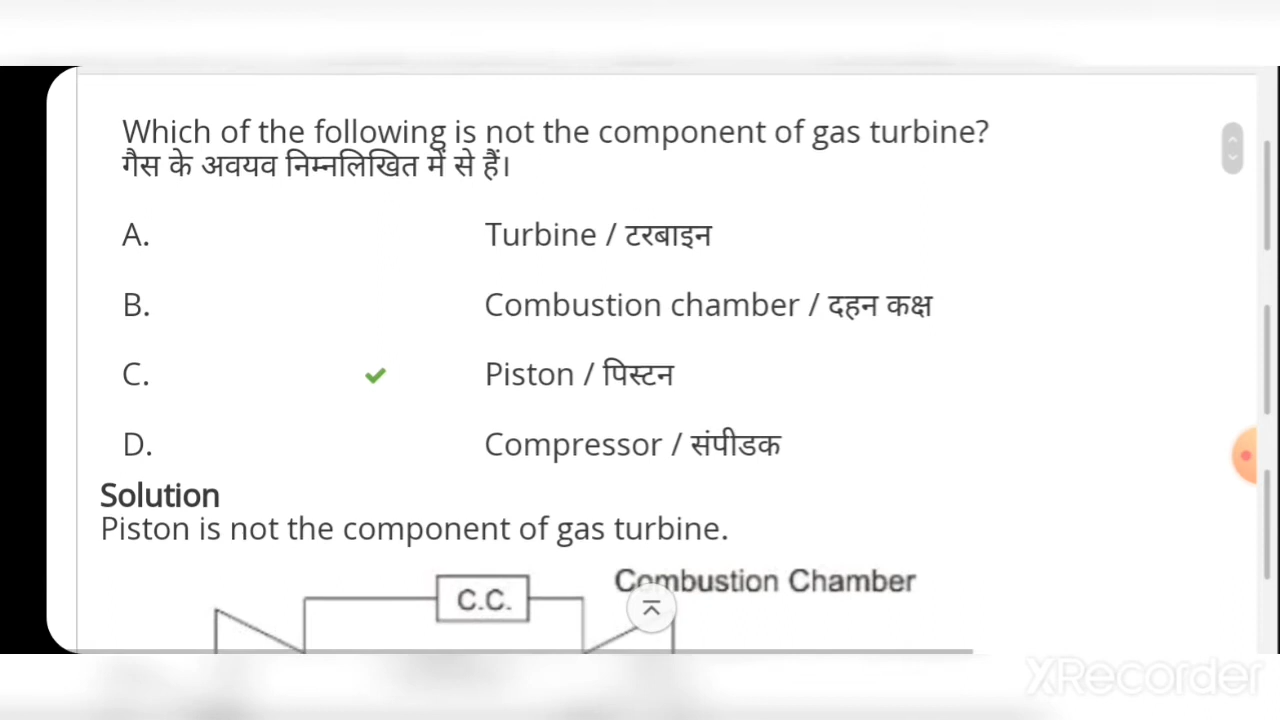 Which of the following is not the component of gas turbine?
गैस के अवयव निम्नलिखित में से हैं।
A. Turbine / टरबाइन
B. Combustion chamber / दहन कक्ष
C. Piston / पिस्टन
D. Compressor / संपीडक
Solution
Piston is not the component of gas turbine.
Combustion Chamber
C.C.
XRecorder